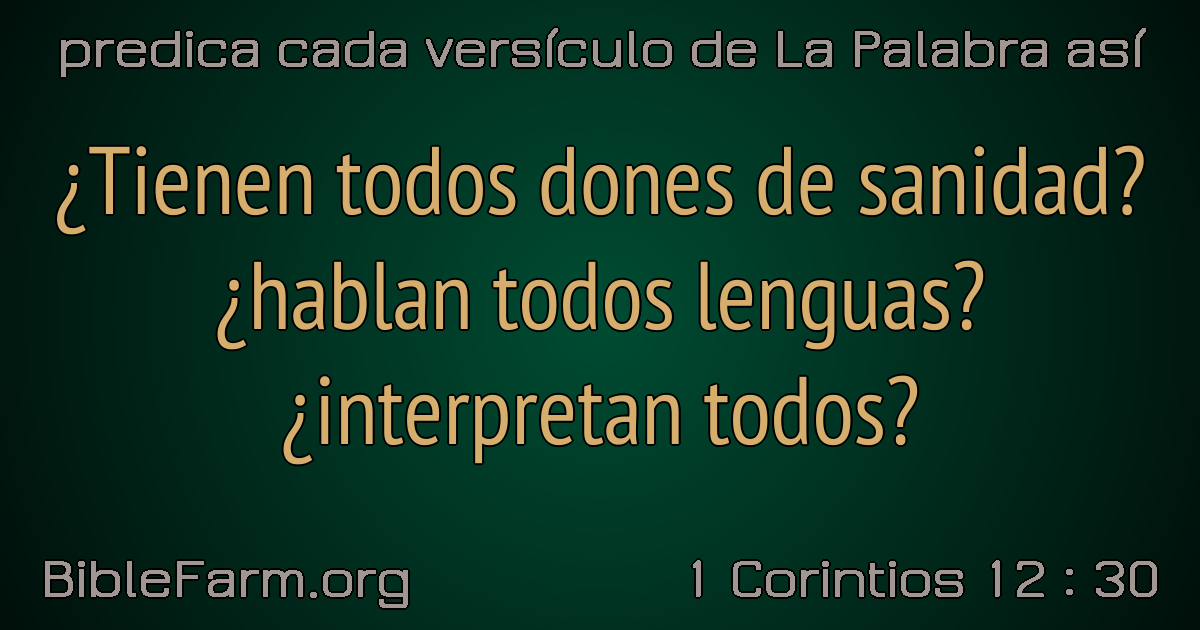 predica cada versículo de La Palabra así
¿Tienen todos dones de sanidad?
¿hablan todos lenguas?
¿interpretan todos?
BibleFarm.org
1 Corintios 12 : 30